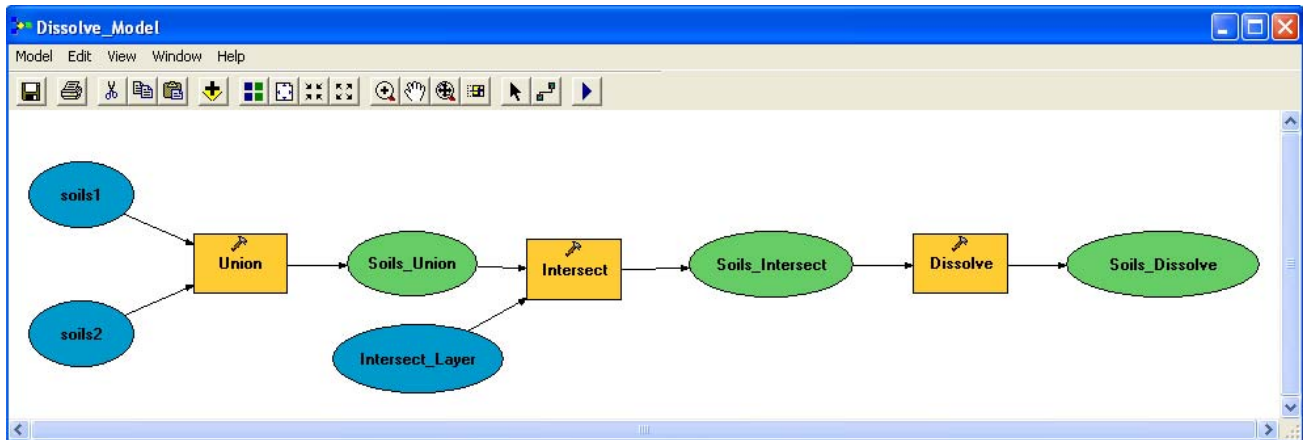 Dissolve_Model
Model Edit View Window Help
soils1
Union
Soils_Union
Intersect
Soils_Intersect
Dissolve
Soils_Dissolve
soils2
Intersect_Layer